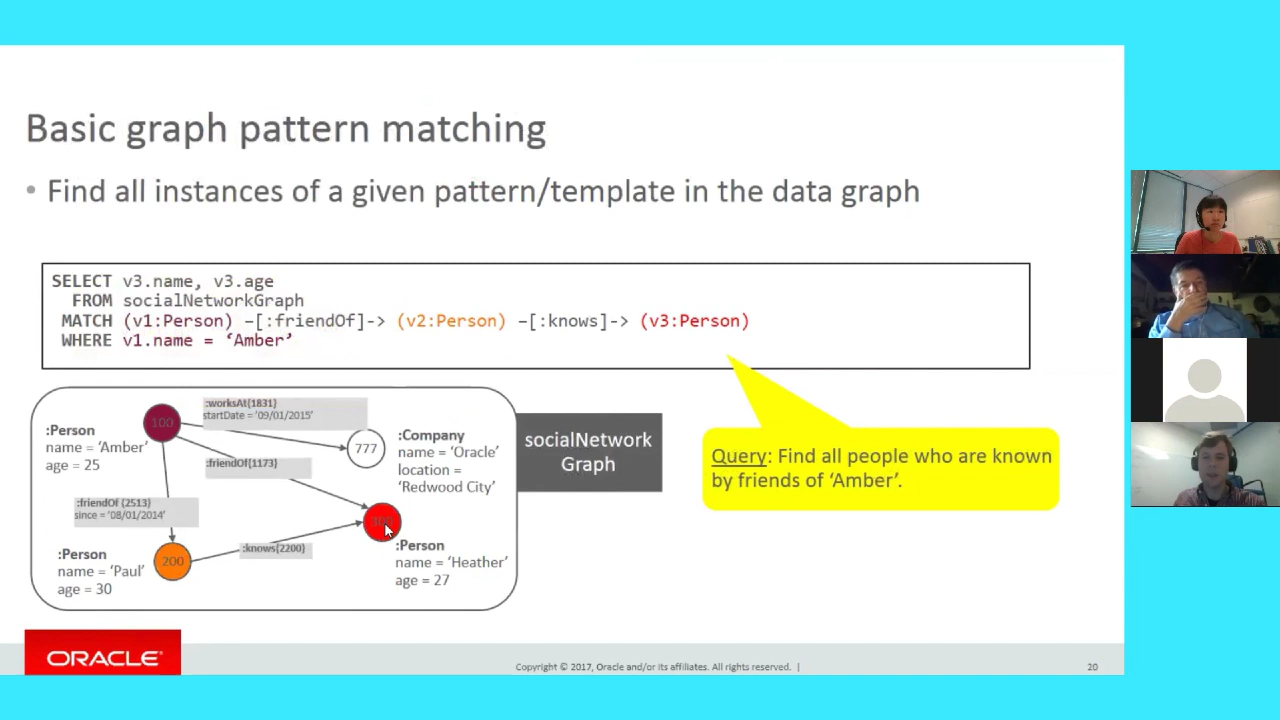 Basic graph pattern matching
• Find all instances of a given pattern/template in the data graph
SELECT v3.name, v3.age
FROM socialNetworkGraph
MATCH (v1:Person) –[:friendOf]-> (v2:Person) –[:knows]-> (v3:Person)
WHERE v1.name = ‘Amber’
:Person
name = ‘Amber’
age = 25
100
:worksAt{1831}
startDate = ‘09/01/2015’
777
:Company
name = ‘Oracle’
location =
‘Redwood City’
:friendOf{1173}
:friendOf {2513}
since = ‘08/01/2014’
:Person
name = ‘Paul’
age = 30
200
:knows{2200}
:Person
name = ‘Heather’
age = 27
socialNetwork
Graph
Query: Find all people who are known
by friends of ‘Amber’.
ORACLE
Copyright © 2017, Oracle and/or its affiliates. All rights reserved. |
20